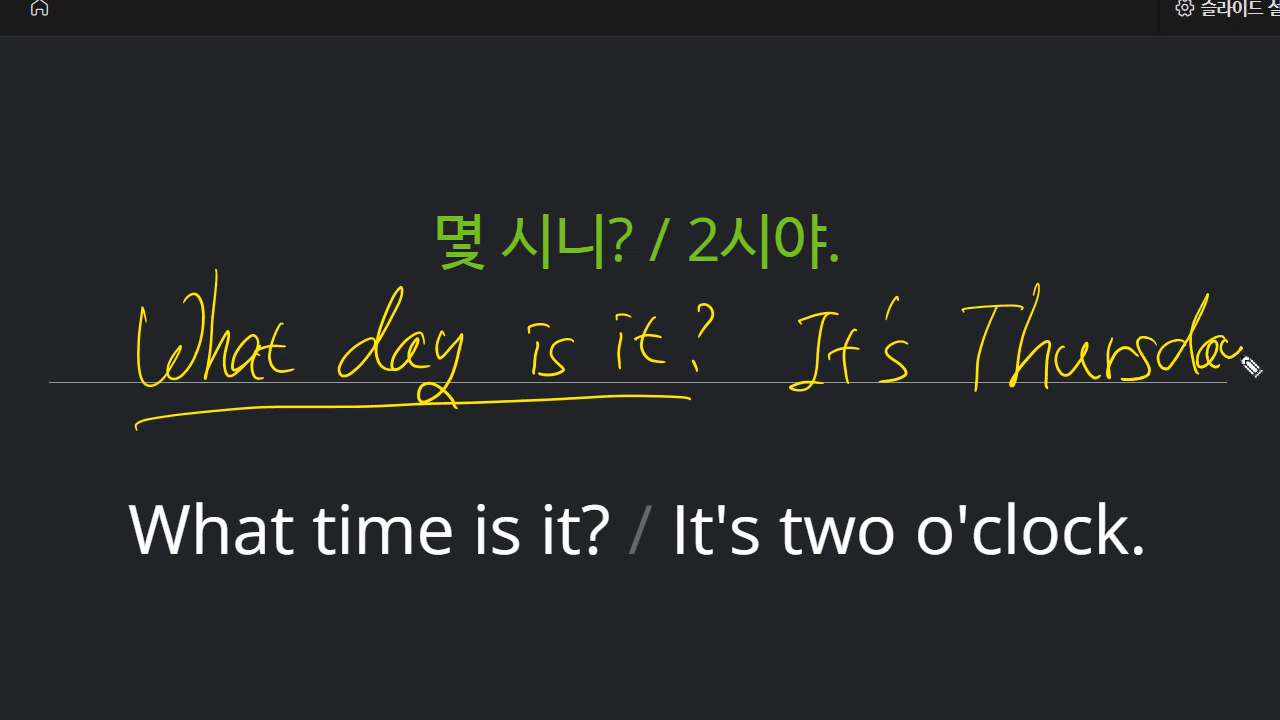 슬라이드
몇 시니? / 2시야.
What day is it? It's Thursda
What time is it? / It's two o'clock.